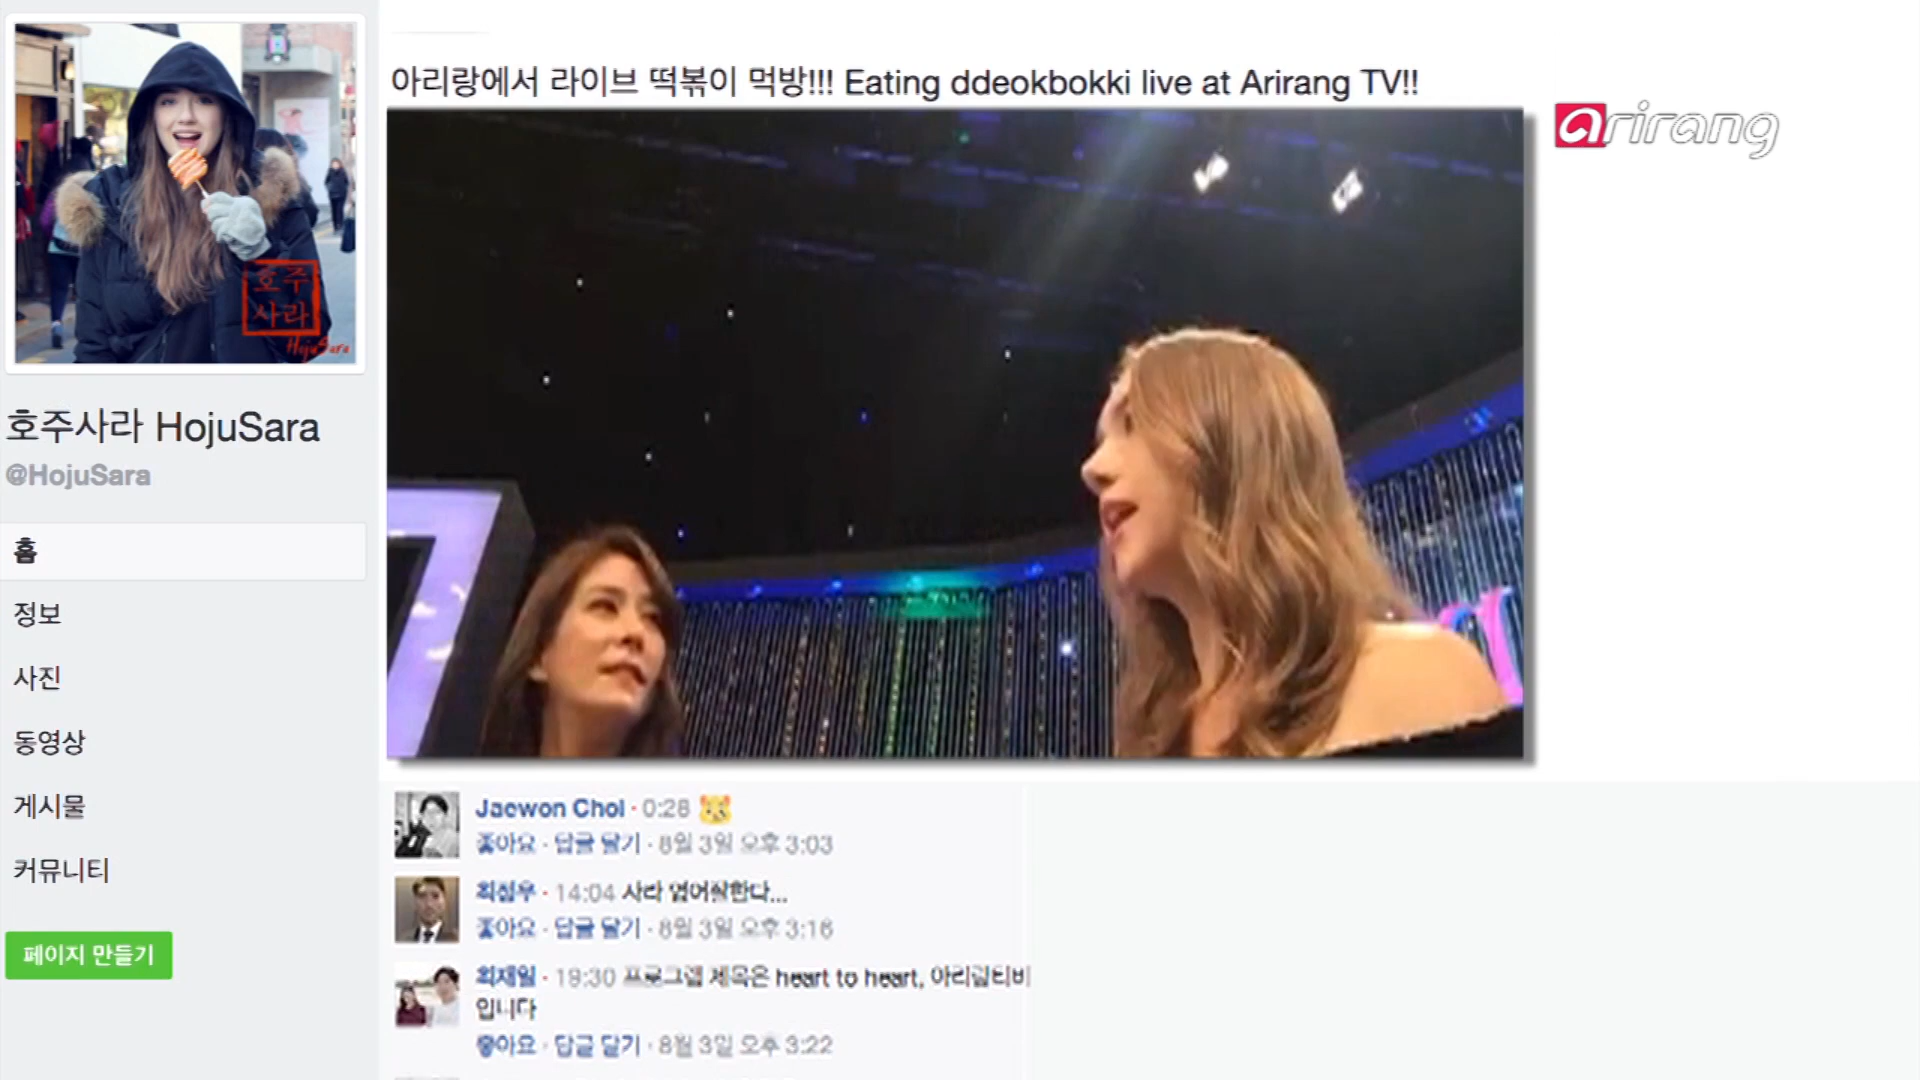 호주
사라
HojuSara
호주사라 HojuSara
@HojuSara
홈
정보
사진
동영상
게시물
커뮤니티
페이지 만들기
아리랑에서 라이브 떡볶이 먹방!!! Eating ddeokbokki live at Arirang TV!!
arirang
Jaewon Choi · 0:28
좋아요 · 답글 달기 · 8월 3일 오후 3:03
14:04 사라
좋아요 · 답글 달기 · 8월 3일 오후 3:16
최재일 · 19:30 프로그램 제목은 heart to heart, 아리랑티비
입니다
좋아요 · 답글 달기 · 8월 3일 오후 3:22